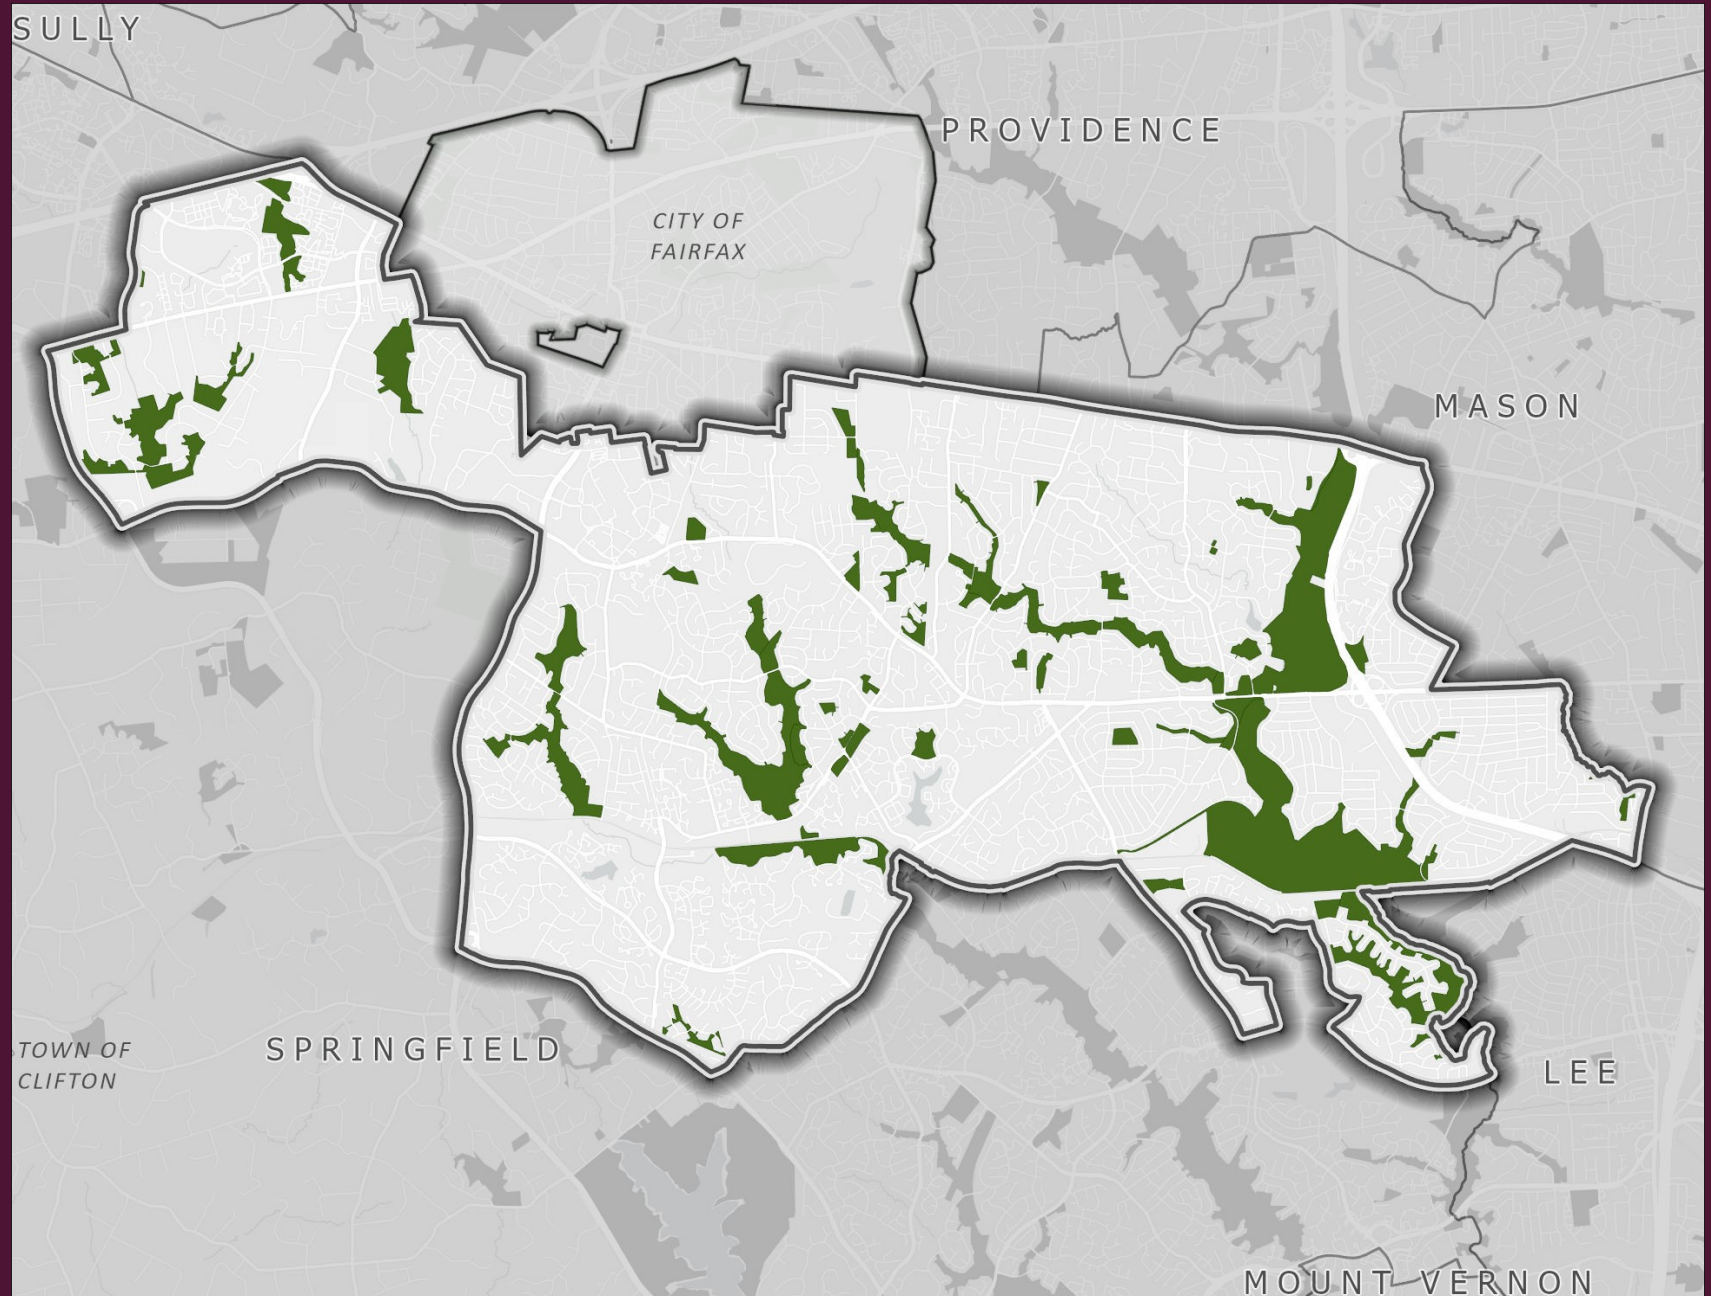 SULLY
PROVIDENCE
CITY OF
FAIRFAX
MASON
TOWN OF
CLIFTON
SPRINGFIELD
LEE
MOUNT VERNON